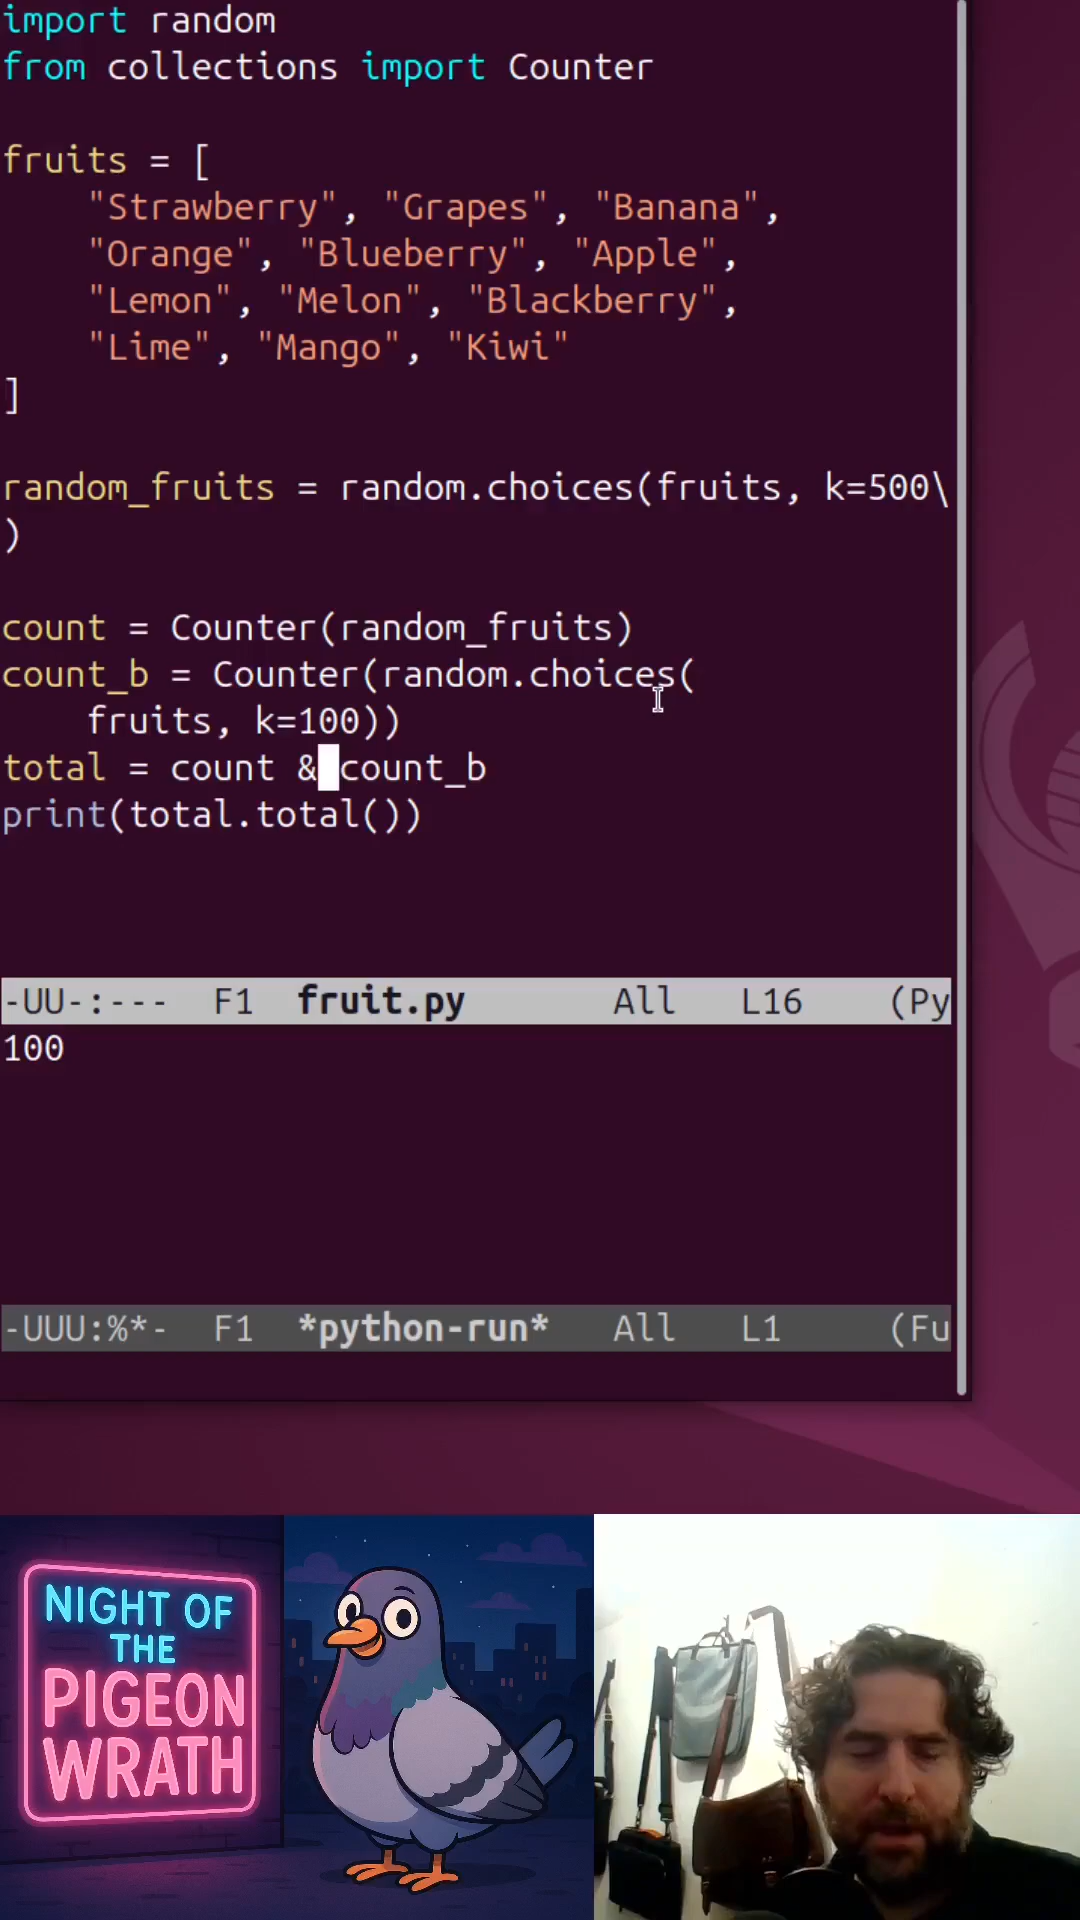 import random
from collections import Counter
fruits = [
"Strawberry", "Grapes", "Banana",
"Orange", "Blueberry", "Apple",
"Lemon", "Melon", "Blackberry",
"Lime", "Mango", "Kiwi"
]
random_fruits = random.choices(fruits, k=500\
)
count = Counter(random_fruits)
count_b = Counter(random.choices(
fruits, k=100))
total = count & count_b
print(total.total())
-UU-:--- F1 fruit.py All L16 (Py
100
-UUU:%*- F1 *python-run* All L1 (Fu
NIGHT OF
THE
PIGEON
WRATH